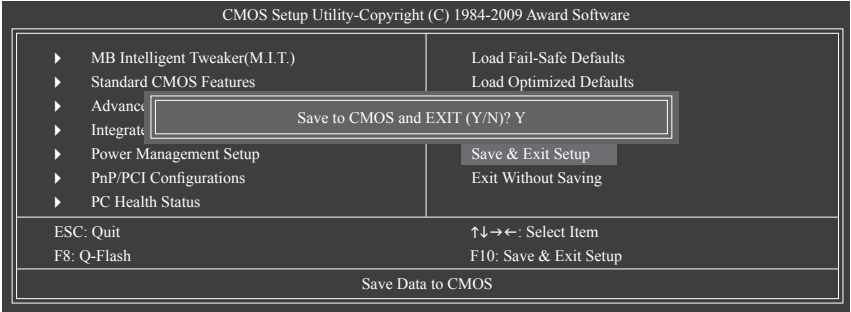 CMOS Setup Utility-Copyright (C) 1984-2009 Award Software
MB Intelligent Tweaker(M.I.T.)
Load Fail-Safe Defaults
Standard CMOS Features
Load Optimized Defaults
Save to CMOS and EXIT (Y/N)? Y
Power Management Setup
Save & Exit Setup
PnP/PCI Configurations
Exit Without Saving
PC Health Status
ESC: Quit
↑↓→←: Select Item
F8: Q-Flash
F10: Save & Exit Setup
Save Data to CMOS